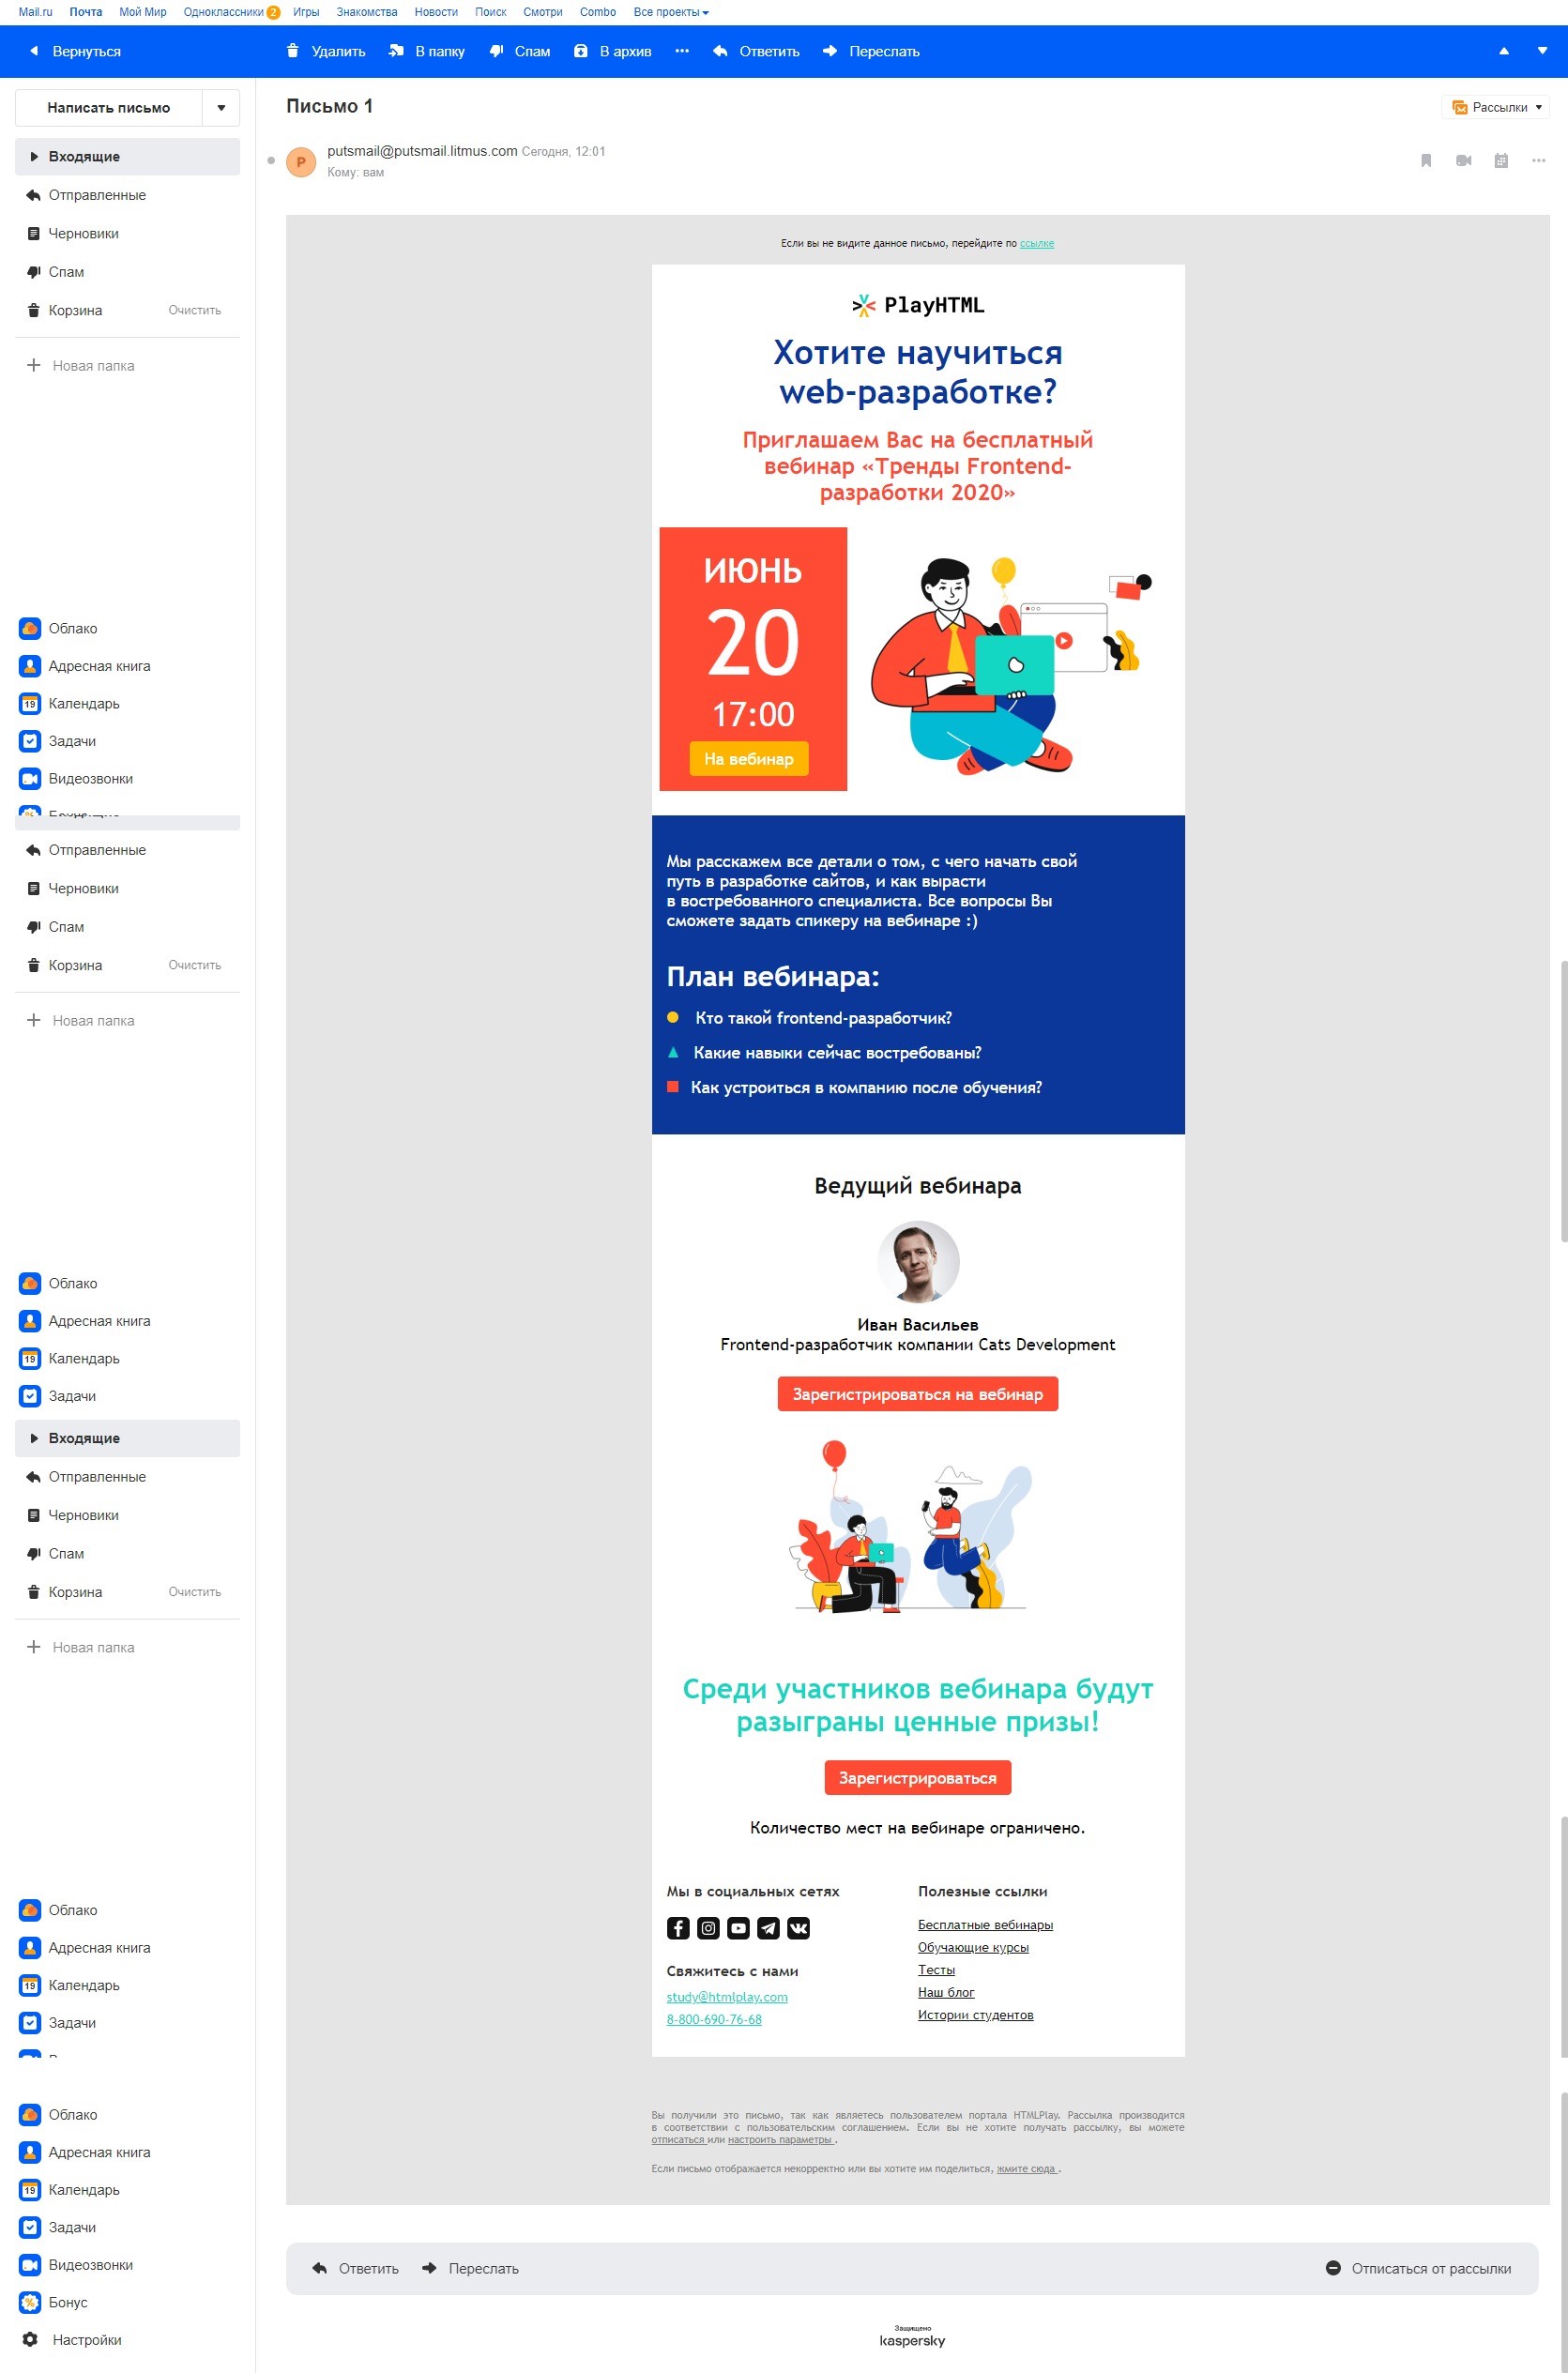 Mail.ru Почта Мой Мир Одноклассники 2 Игры Знакомства Новости Поиск Смотри Combo Все проекты
Вернуться Удалить В папку Спам В архив Ответить Переслать
Написать письмо
Входящие
Отправленные
Черновики
Спам
Корзина Очистить
Новая папка
Облако
Адресная книга
Календарь
19
Задачи
Видеозвонки
Отправленные
Черновики
Спам
Корзина Очистить
Новая папка
Облако
Адресная книга
Календарь
19
Задачи
Входящие
Отправленные
Черновики
Спам
Корзина Очистить
Новая папка
Облако
Адресная книга
Календарь
19
Задачи
Облако
Адресная книга
Календарь
19
Задачи
Видеозвонки
Бонус
Настройки
Письмо 1
Рассылки
P
putsmail@putsmail.litmus.com Сегодня, 12:01
Кому: вам
Если вы не видите данное письмо, перейдите по ссылке
PlayHTML
Хотите научиться
web-разработке?
Приглашаем Вас на бесплатный
вебинар «Тренды Frontend-
разработки 2020»
ИЮНЬ
20
17:00
На вебинар
Мы расскажем все детали о том, с чего начать свой
путь в разработке сайтов, и как вырасти
в востребованного специалиста. Все вопросы Вы
сможете задать спикеру на вебинаре :)
План вебинара:
Кто такой frontend-разработчик?
Какие навыки сейчас востребованы?
Как устроиться в компанию после обучения?
Ведущий вебинара
Иван Васильев
Frontend-разработчик компании Cats Development
Зарегистрироваться на вебинар
Среди участников вебинара будут
разыграны ценные призы!
Зарегистрироваться
Количество мест на вебинаре ограничено.
Мы в социальных сетях
Свяжитесь с нами
study@htmlplay.com
8-800-690-76-68
Полезные ссылки
Бесплатные вебинары
Обучающие курсы
Тесты
Наш блог
Истории студентов
Вы получили это письмо, так как являетесь пользователем портала HTMLPlay. Рассылка производится
в соответствии с пользовательским соглашением. Если вы не хотите получать рассылку, вы можете
отписаться или настроить параметры .
Если письмо отображается некорректно или вы хотите им поделиться, жмите сюда .
Ответить Переслать Отписаться от рассылки
Защищено
kaspersky